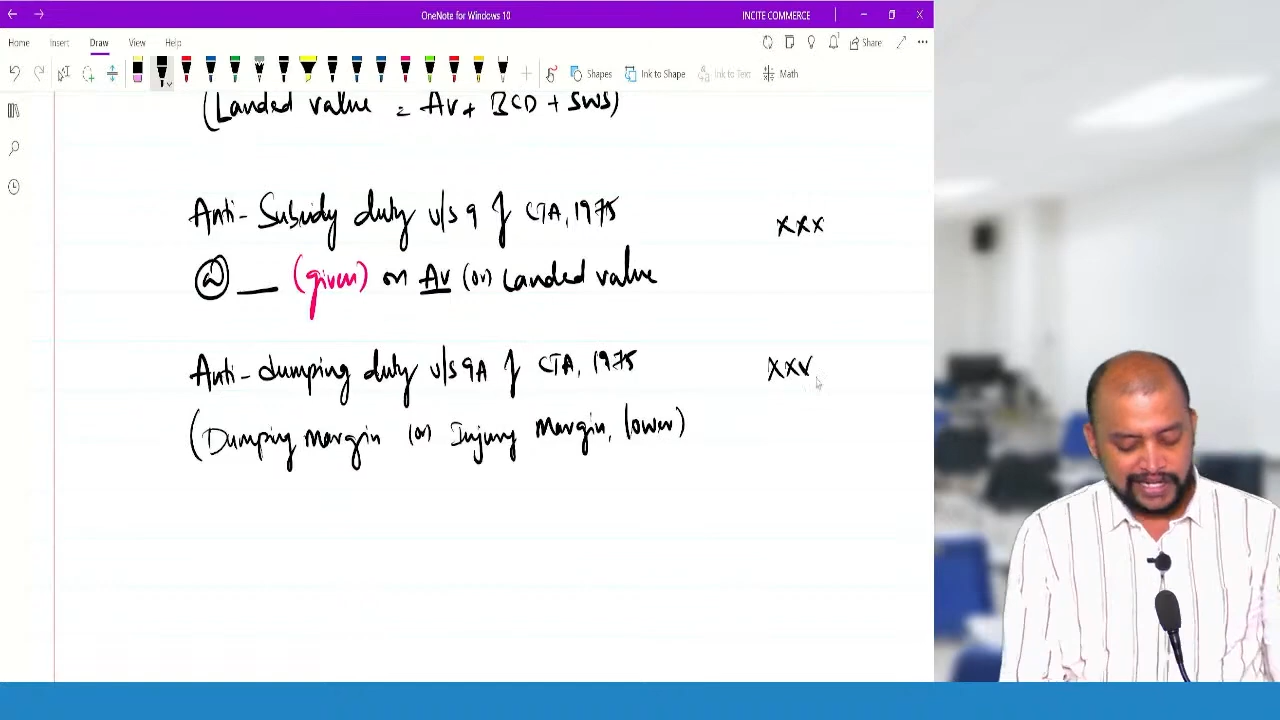 OneNote for Windows 10
INCITE COMMERCE
Home Insert Draw View Help
Share
Shapes Ink to Shape Ink to Text Math
(Landed value = AV + BCD + SWS)
Anti-Subsidy duty u/s 9 of CTA, 1975 xxx
@ __ (given) on AV (or) Landed value
Anti-dumping duty u/s 9A of CTA, 1975 xxx
(Dumping Margin (or) Injury Margin, lower)